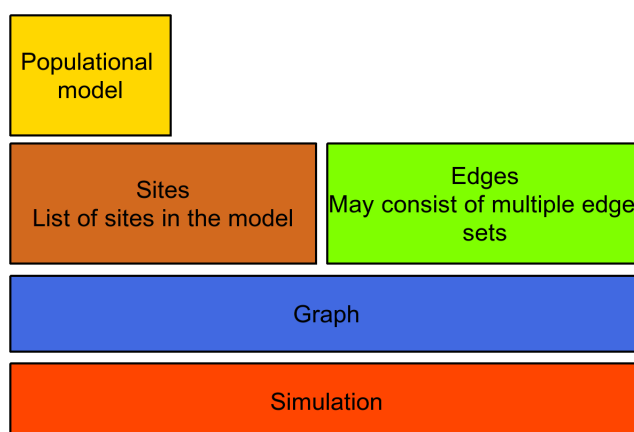 Populational
model
Sites
List of sites in the model
Edges
May consist of multiple edge
sets
Graph
Simulation